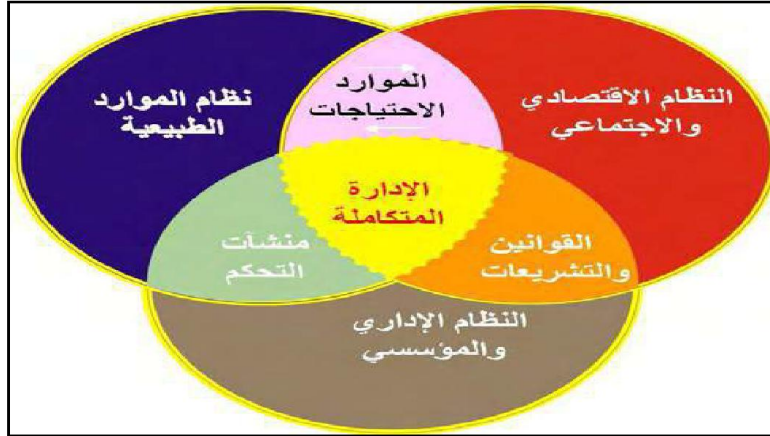 نظام الموارد
الطبيعية
الموارد
الاحتياجات
النظام الاقتصادي
والاجتماعي
الإدارة
المتكاملة
منشآت
التحكم
القوانين
والتشريعات
النظام الإداري
والمؤسسي